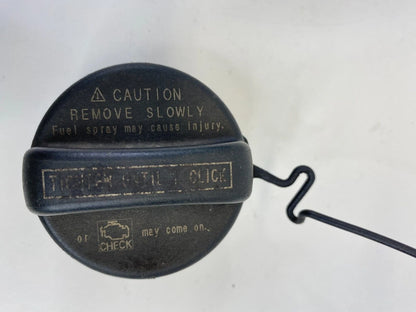 ⚠ CAUTION
REMOVE SLOWLY
Fuel spray may cause injury.
TIGHTEN UNTIL 1 CLICK
or CHECK may come on.